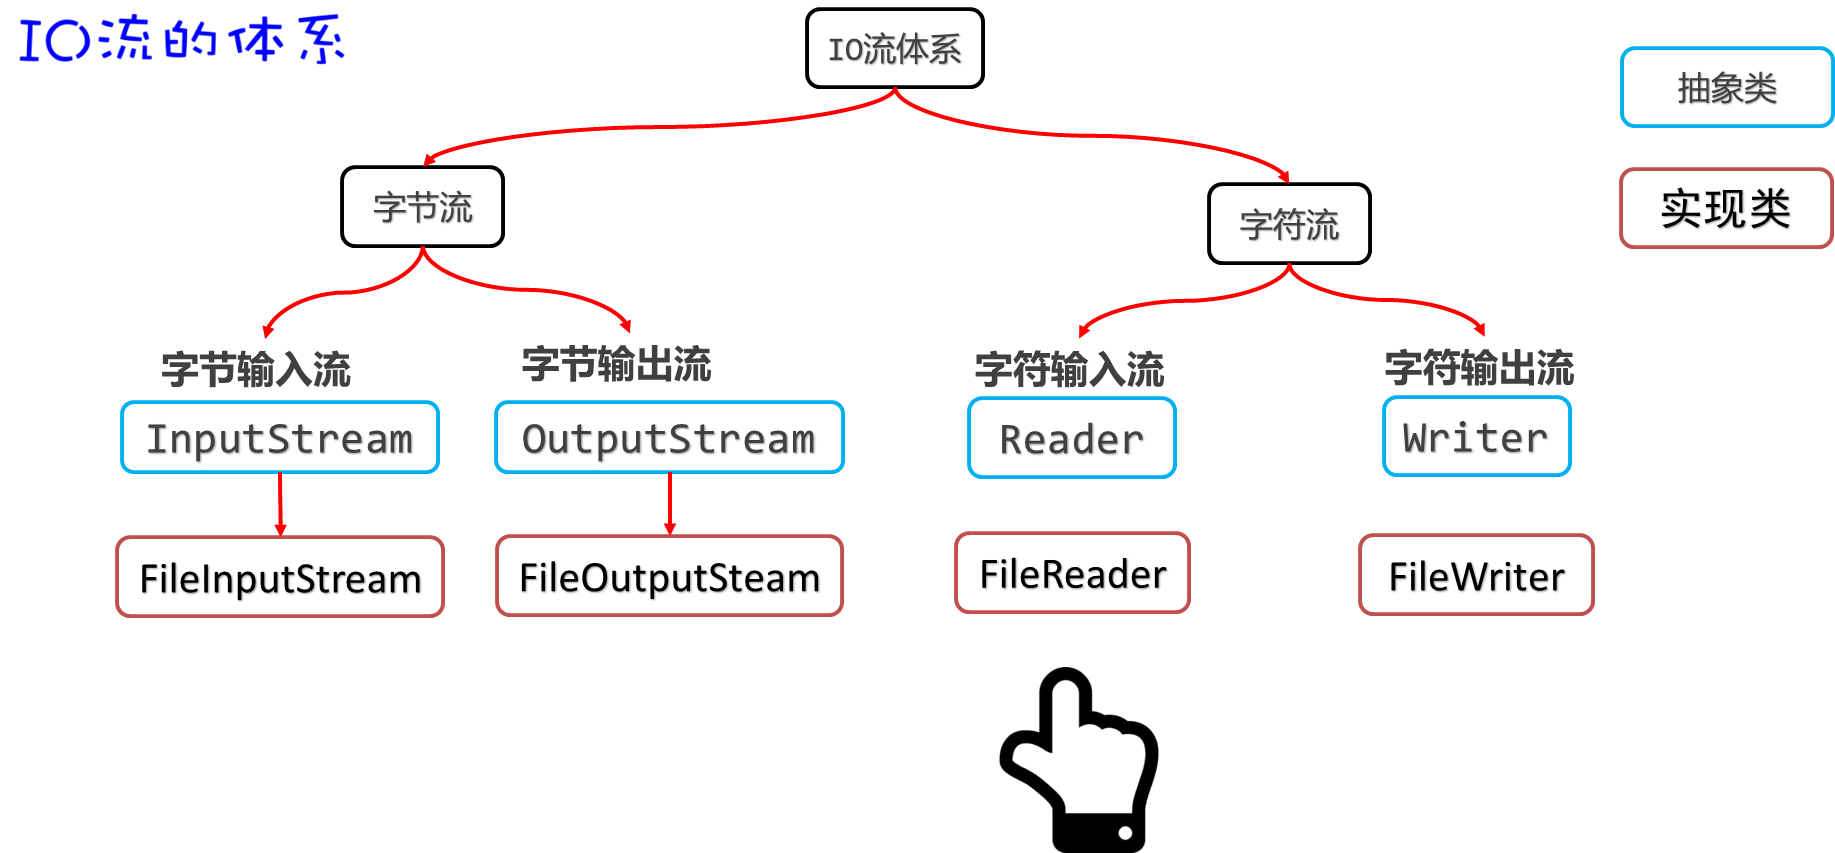 IO流的体系
IO流体系
抽象类
实现类
字节流
字符流
字节输入流
字节输出流
字符输入流
字符输出流
InputStream
OutputStream
Reader
Writer
FileInputStream
FileOutputSteam
FileReader
FileWriter